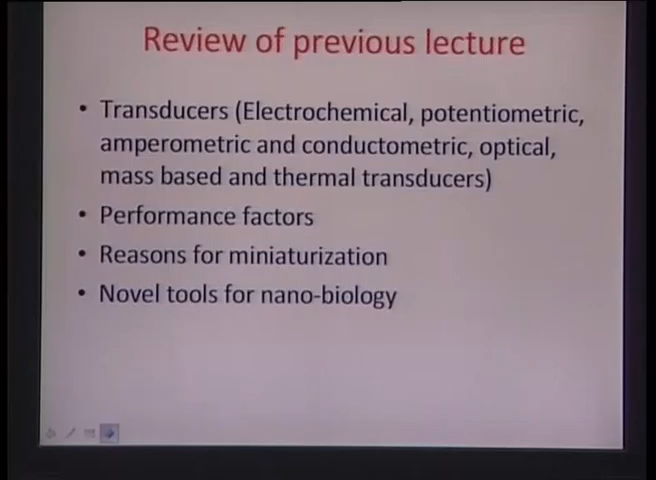 Review of previous lecture
• Transducers (Electrochemical, potentiometric,
amperometric and conductometric, optical,
mass based and thermal transducers)
• Performance factors
• Reasons for miniaturization
• Novel tools for nano-biology